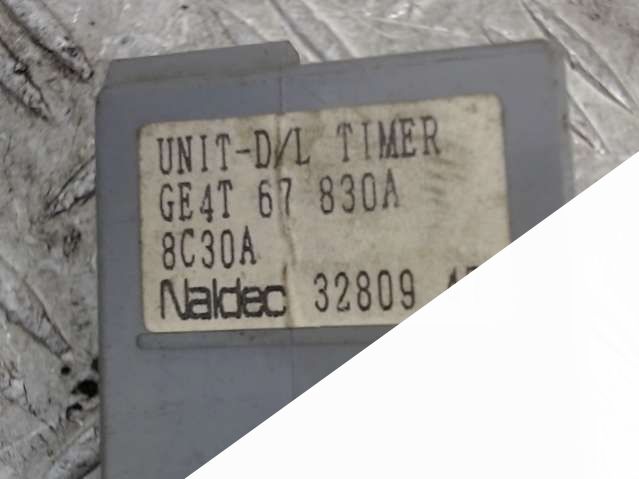 UNIT-D/L TIMER
GE4T 67 830A
8C30A
Naldec 32809